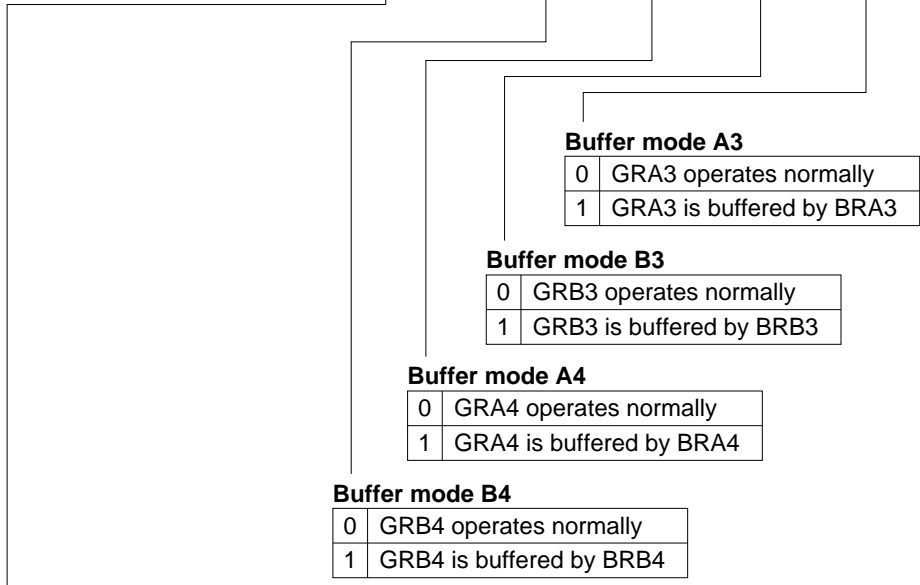 Buffer mode A3
0 GRA3 operates normally
1 GRA3 is buffered by BRA3
Buffer mode B3
0 GRB3 operates normally
1 GRB3 is buffered by BRB3
Buffer mode A4
0 GRA4 operates normally
1 GRA4 is buffered by BRA4
Buffer mode B4
0 GRB4 operates normally
1 GRB4 is buffered by BRB4